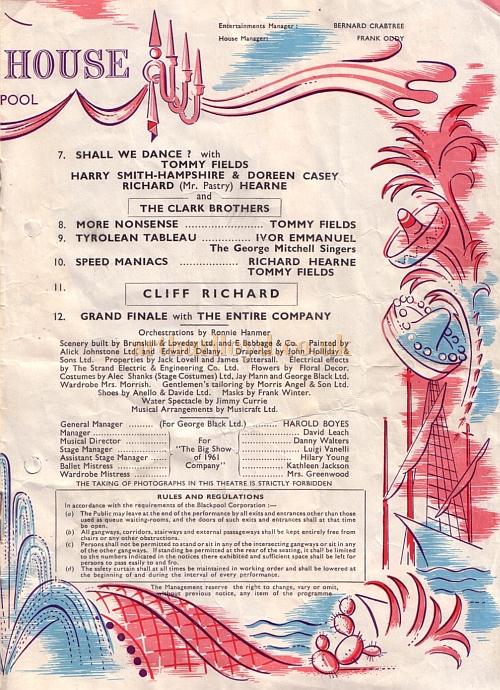 Entertainments Manager : BERNARD CRABTREE
House Manager: FRANK ODDY
HOUSE
POOL
7. SHALL WE DANCE ? with
TOMMY FIELDS
HARRY SMITH-HAMPSHIRE & DOREEN CASEY
RICHARD (Mr. Pastry) HEARNE
and
THE CLARK BROTHERS
8. MORE NONSENSE ........................ TOMMY FIELDS
9. TYROLEAN TABLEAU ............... IVOR EMMANUEL
The George Mitchell Singers
10. SPEED MANIACS .................. RICHARD HEARNE
TOMMY FIELDS
11.
CLIFF RICHARD
12. GRAND FINALE with THE ENTIRE COMPANY
Orchestrations by Ronnie Hanmer.
Scenery built by Brunskill & Loveday Ltd., and E. Babbage & Co. Painted by
Alick Johnstone Ltd. and Edward Delany. Draperies by John Holliday &
Sons Ltd. Properties by Jack Lovell and James Tattersall. Electrical effects
by The Strand Electric & Engineering Co. Ltd. Flowers by Floral Decor.
Costumes by Alec Shanks (Stage Costumes) Ltd, Jay Mann and George Black Ltd.
Wardrobe Mrs. Morrish. Gentlemen's tailoring by Morris Angel & Son Ltd.
Shoes by Anello & Davide Ltd. Masks by Frank Winter.
Water Spectacle by Jimmy Currie
Musical Arrangements by Musicraft Ltd.
General Manager ........ (For George Black Ltd.) ........ HAROLD BOYES
Manager ........ David Leach
Musical Director ........ For ........ Danny Walters
Stage Manager ........ "The Big Show ........ Luigi Vanelli
Assistant Stage Manager ........ of 1961 ........ Hilary Young
Ballet Mistress ........ Company" ........ Kathleen Jackson
Wardrobe Mistress ........ Mrs. Greenwood
THE TAKING OF PHOTOGRAPHS IN THIS THEATRE IS STRICTLY FORBIDDEN
RULES AND REGULATIONS
In accordance with the requirements of the Blackpool Corporation :—
(a) The Public may leave at the end of the performance by all exits and entrances other than those
used as queue waiting-rooms, and the doors of such exits and entrances shall at that time
be open.
(b) All gangways, corridors, stairways and external passageways shall be kept entirely free from
chairs or any other obstructions.
(c) Persons shall not be permitted to stand or sit in any of the intersecting gangways or sit in any
of the other gangways. If standing be permitted at the rear of the seating, it shall be limited
to the numbers indicated in the notices there exhibited and sufficient space shall be left for
persons to pass easily to and fro.
(d) The safety curtain shall at all times be maintained in working order and shall be lowered at
the beginning of and during the interval of every performance.
The Management reserve the right to change, vary or omit,
without previous notice, any item of the programme